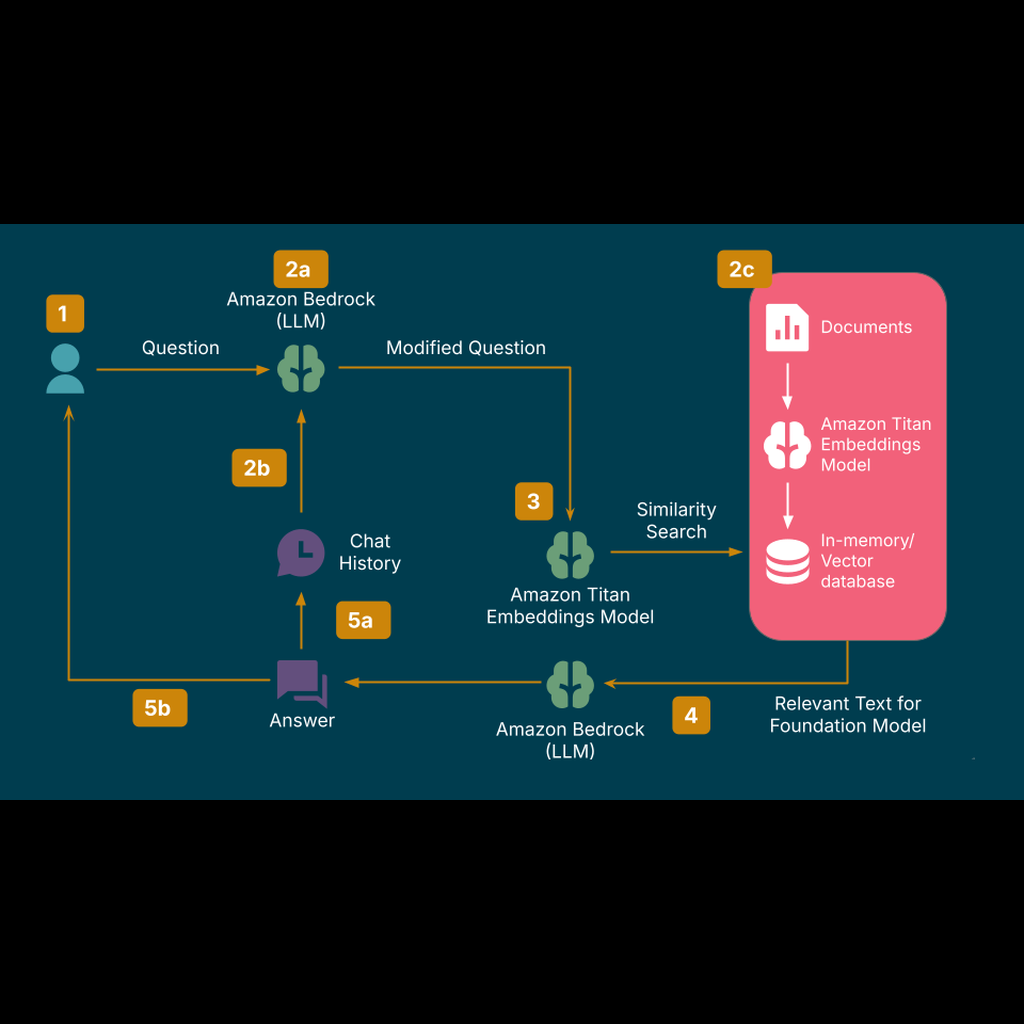 1
2a
Amazon Bedrock
(LLM)
Question
Modified Question
2c
Documents
Amazon Titan
Embeddings
Model
In-memory/
Vector
database
2b
Chat
History
3
Similarity
Search
Amazon Titan
Embeddings Model
5a
5b
Answer
Amazon Bedrock
(LLM)
4
Relevant Text for
Foundation Model